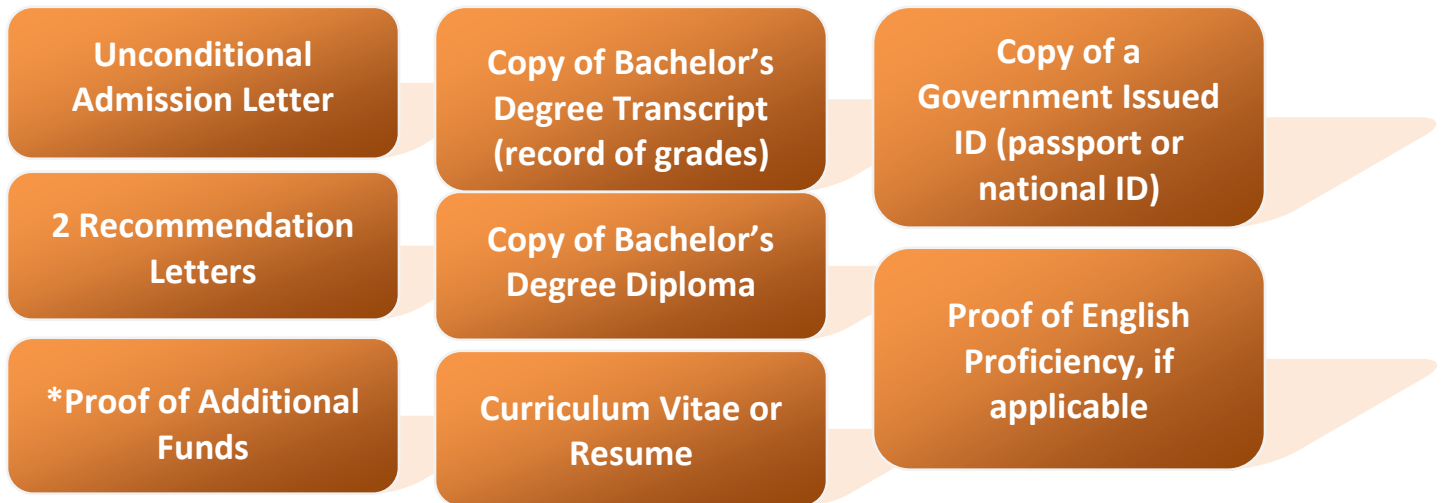 Unconditional
Admission Letter
2 Recommendation
Letters
*Proof of Additional
Funds
Copy of Bachelor’s
Degree Transcript
(record of grades)
Copy of Bachelor’s
Degree Diploma
Curriculum Vitae or
Resume
Copy of a
Government Issued
ID (passport or
national ID)
Proof of English
Proficiency, if
applicable